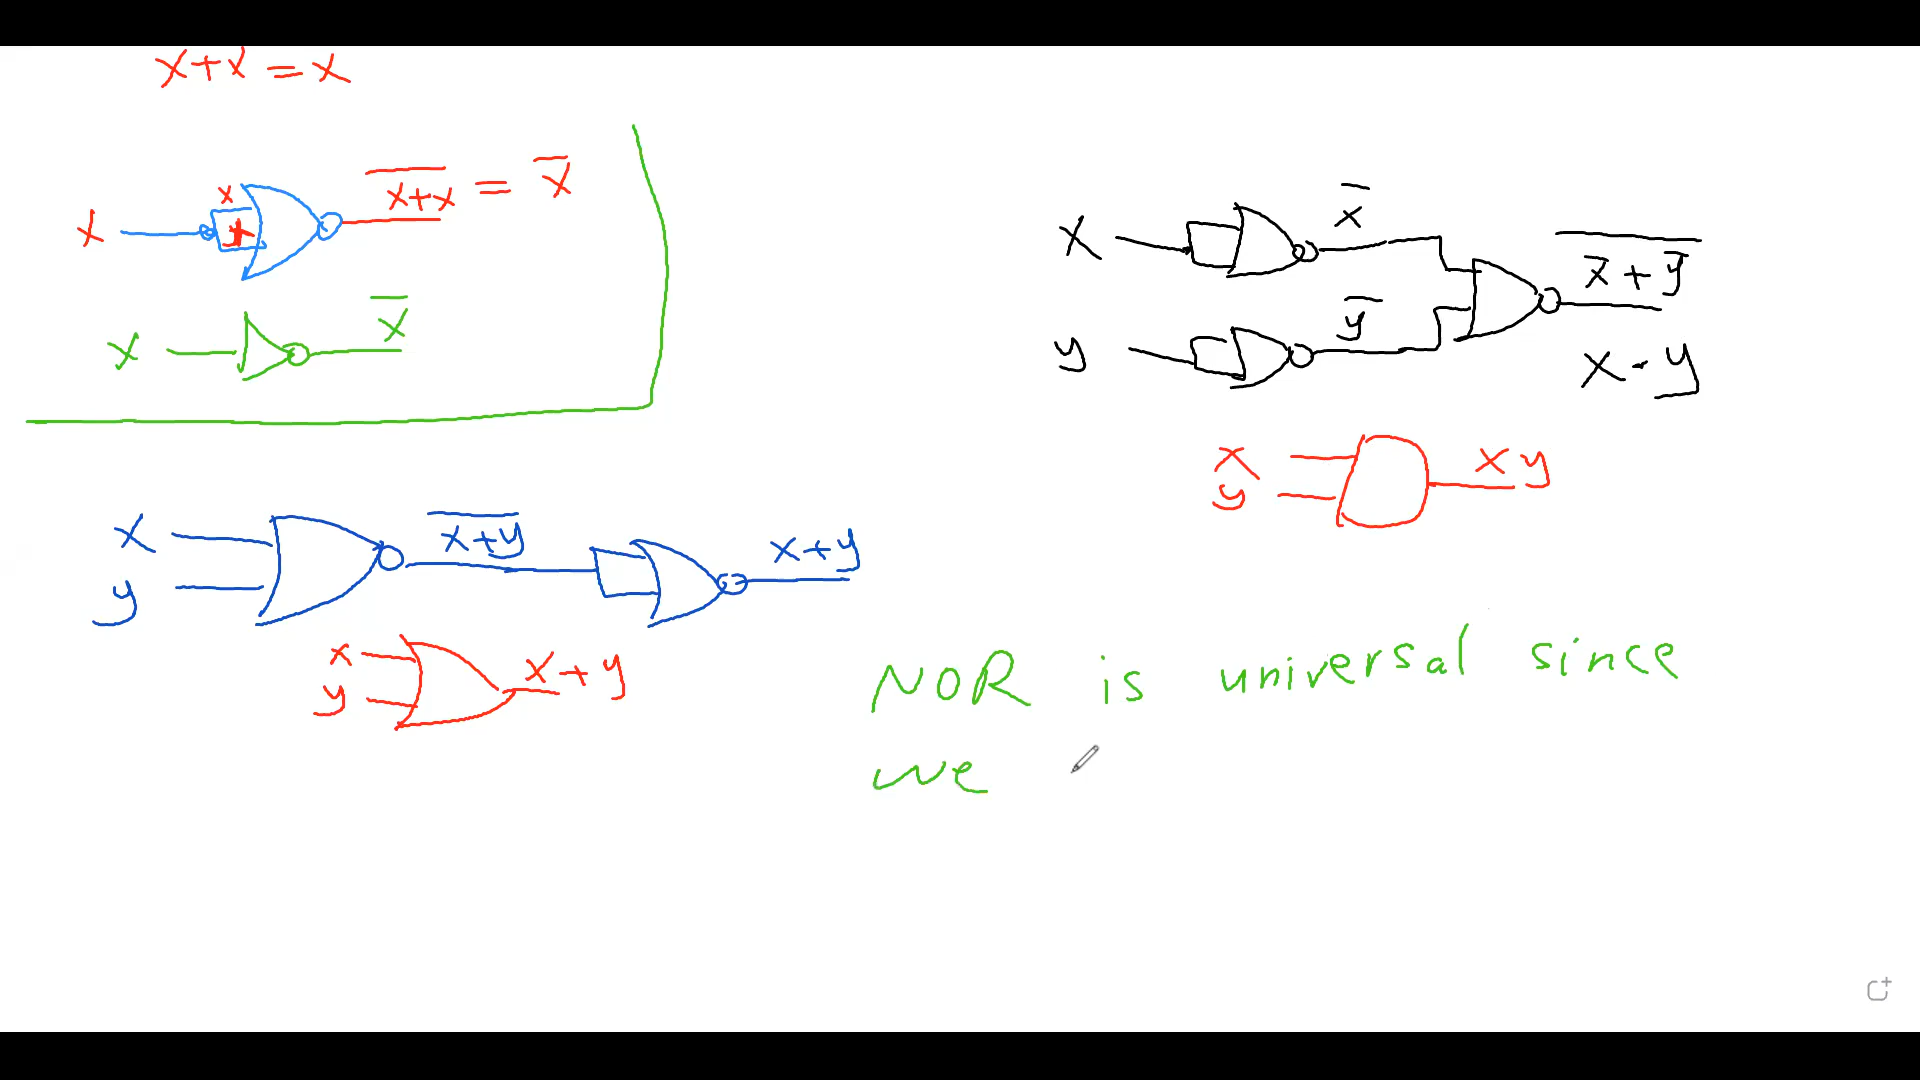 x+x = x
x
x
x̅+̅x̅ = x̅
x
x
x̅
x
x̅
y
y̅
x̅̅ ̅+̅ ̅y̅̅
x · y
x
y
xy
x
y
x̅+̅y̅
x+y
x
y
x+y
NOR is universal since
we